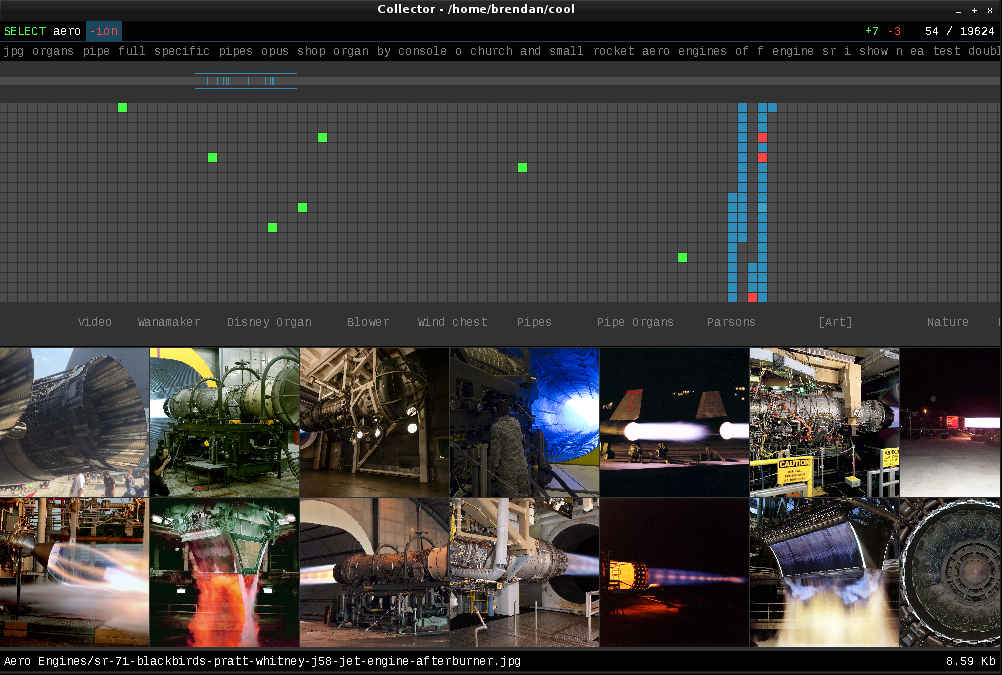 Collector - /home/brendan/cool
SELECT aero -ion +7 -3 54 / 19624
jpg organs pipe full specific pipes opus shop organ by console o church and small rocket aero engines of f engine sr i show n ea test doubl
Video Wanamaker Disney Organ Blower Wind chest Pipes Pipe Organs Parsons [Art] Nature
CAUTION
Aero Engines/sr-71-blackbirds-pratt-whitney-j58-jet-engine-afterburner.jpg 8.59 Kb